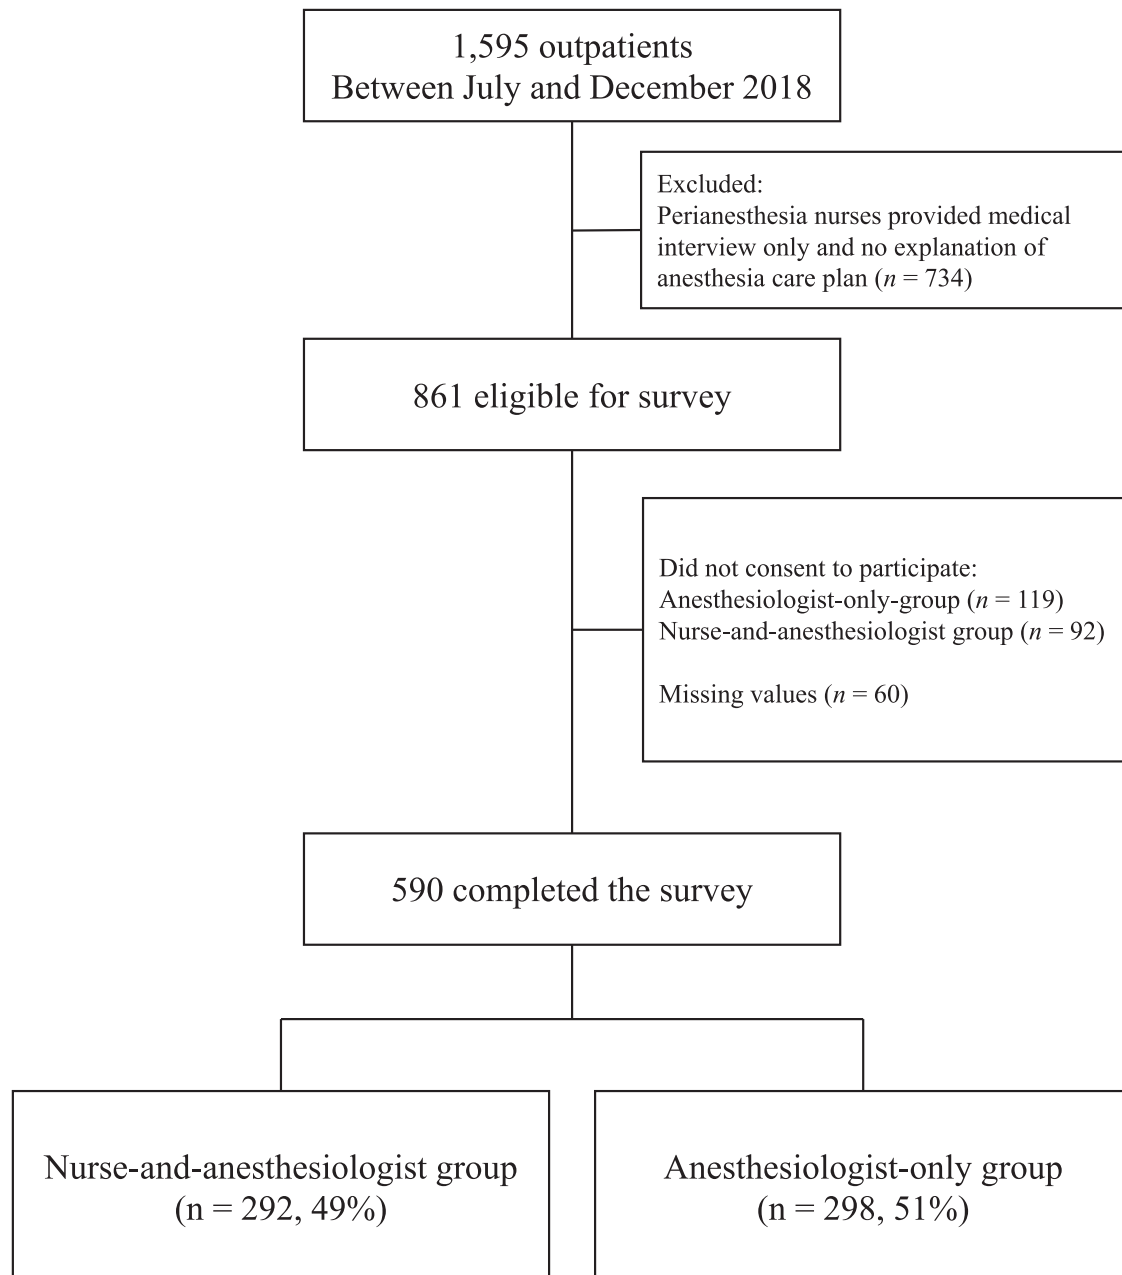 1,595 outpatients
Between July and December 2018
Excluded:
Perianesthesia nurses provided medical
interview only and no explanation of
anesthesia care plan (n = 734)
861 eligible for survey
Did not consent to participate:
Anesthesiologist-only-group (n = 119)
Nurse-and-anesthesiologist group (n = 92)
Missing values (n = 60)
590 completed the survey
Nurse-and-anesthesiologist group
(n = 292, 49%)
Anesthesiologist-only group
(n = 298, 51%)